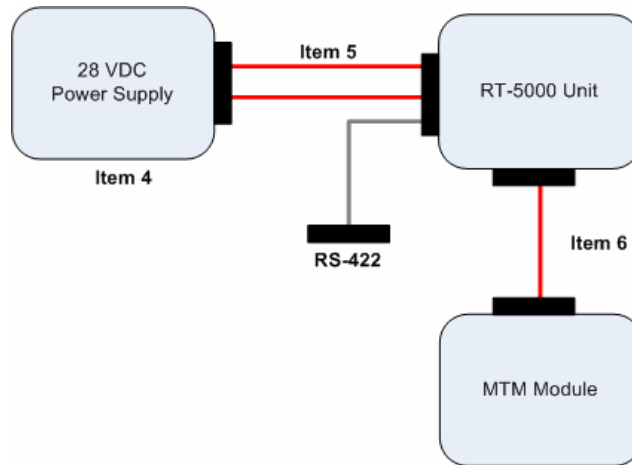 28 VDC
Power Supply
Item 5
RT-5000 Unit
Item 4
RS-422
Item 6
MTM Module